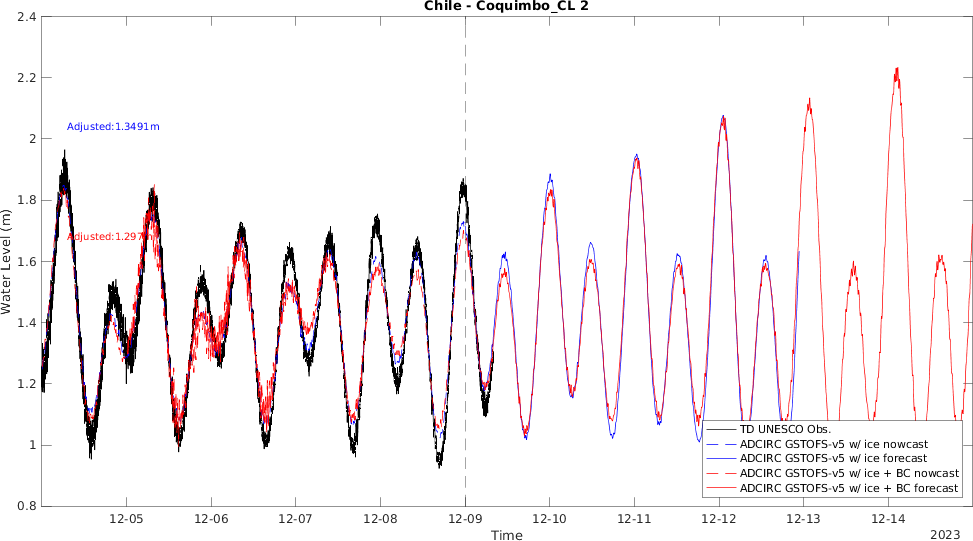 Chile - Coquimbo_CL 2
2.4
2.2
2
1.8
1.6
1.4
1.2
1
0.8
Water Level (m)
Adjusted:1.3491m
Adjusted:1.297
TD UNESCO Obs.
ADCIRC GSTOFS-v5 w/ ice nowcast
ADCIRC GSTOFS-v5 w/ ice forecast
ADCIRC GSTOFS-v5 w/ ice + BC nowcast
ADCIRC GSTOFS-v5 w/ ice + BC forecast
12-05 12-06 12-07 12-08 12-09 12-10 12-11 12-12 12-13 12-14
Time
2023